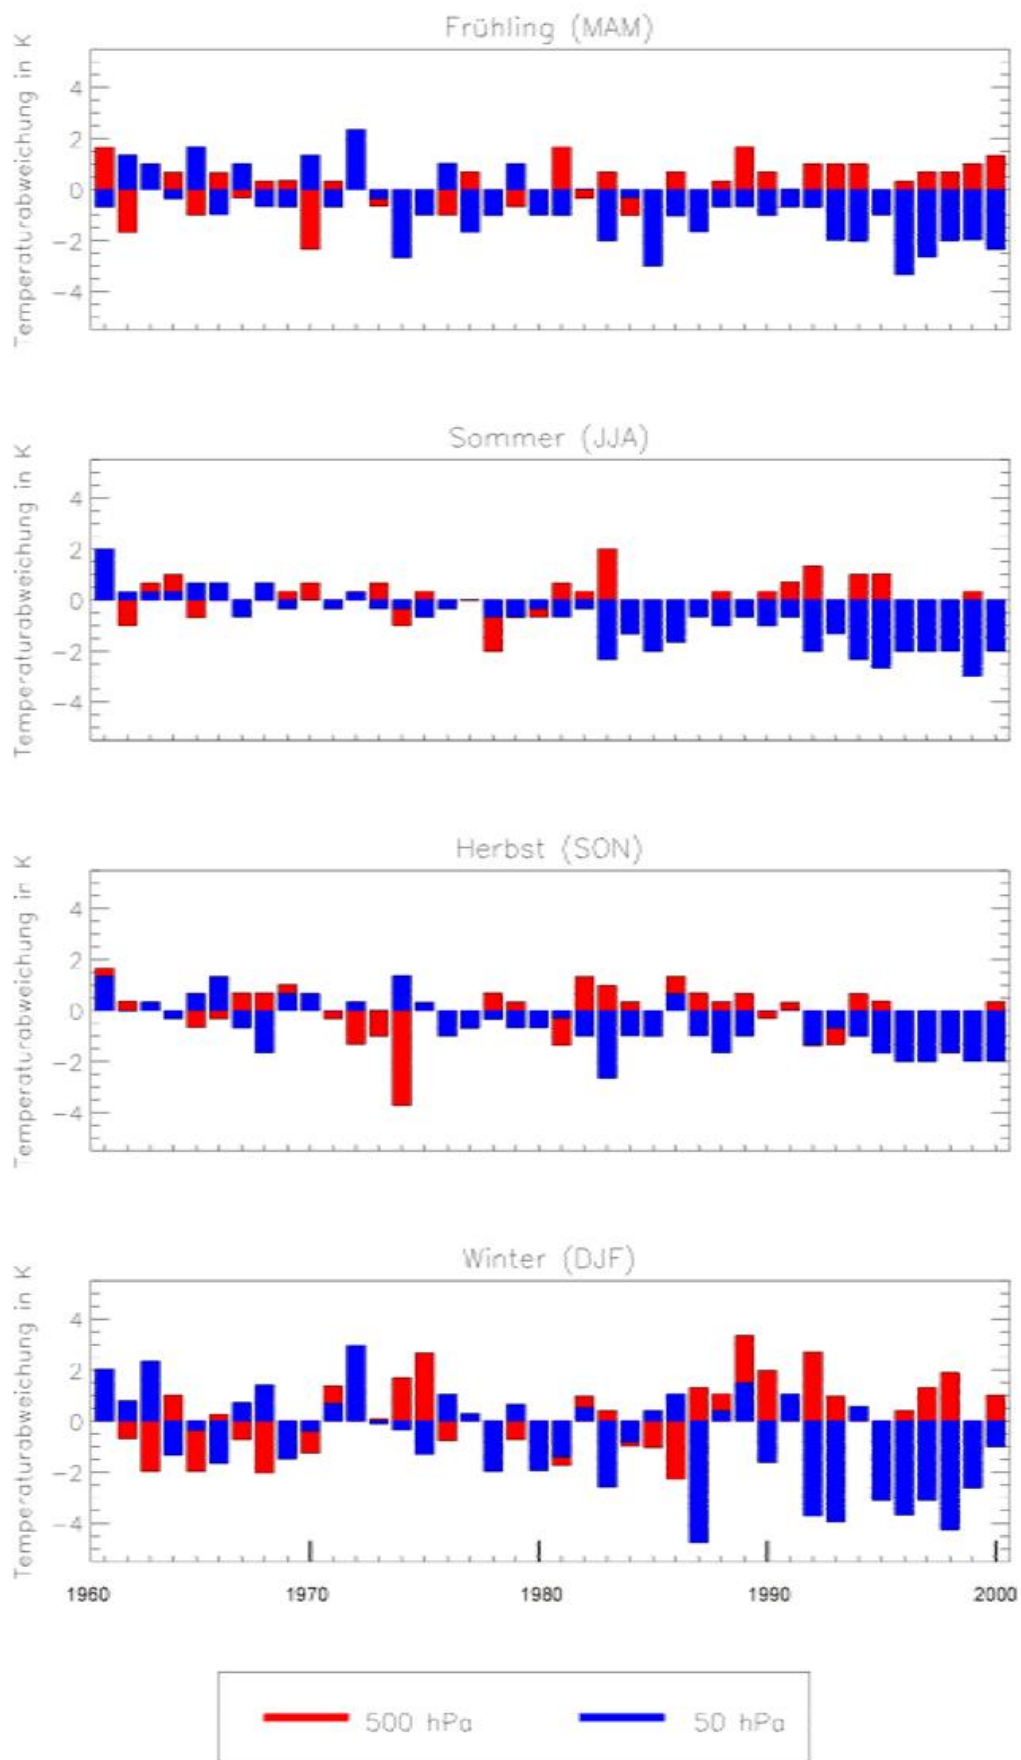 Frühling (MAM)
Temperaturabweichung in K
4
2
0
−2
−4
Sommer (JJA)
Temperaturabweichung in K
4
2
0
−2
−4
Herbst (SON)
Temperaturabweichung in K
4
2
0
−2
−4
Winter (DJF)
Temperaturabweichung in K
4
2
0
−2
−4
1960 1970 1980 1990 2000
500 hPa 50 hPa